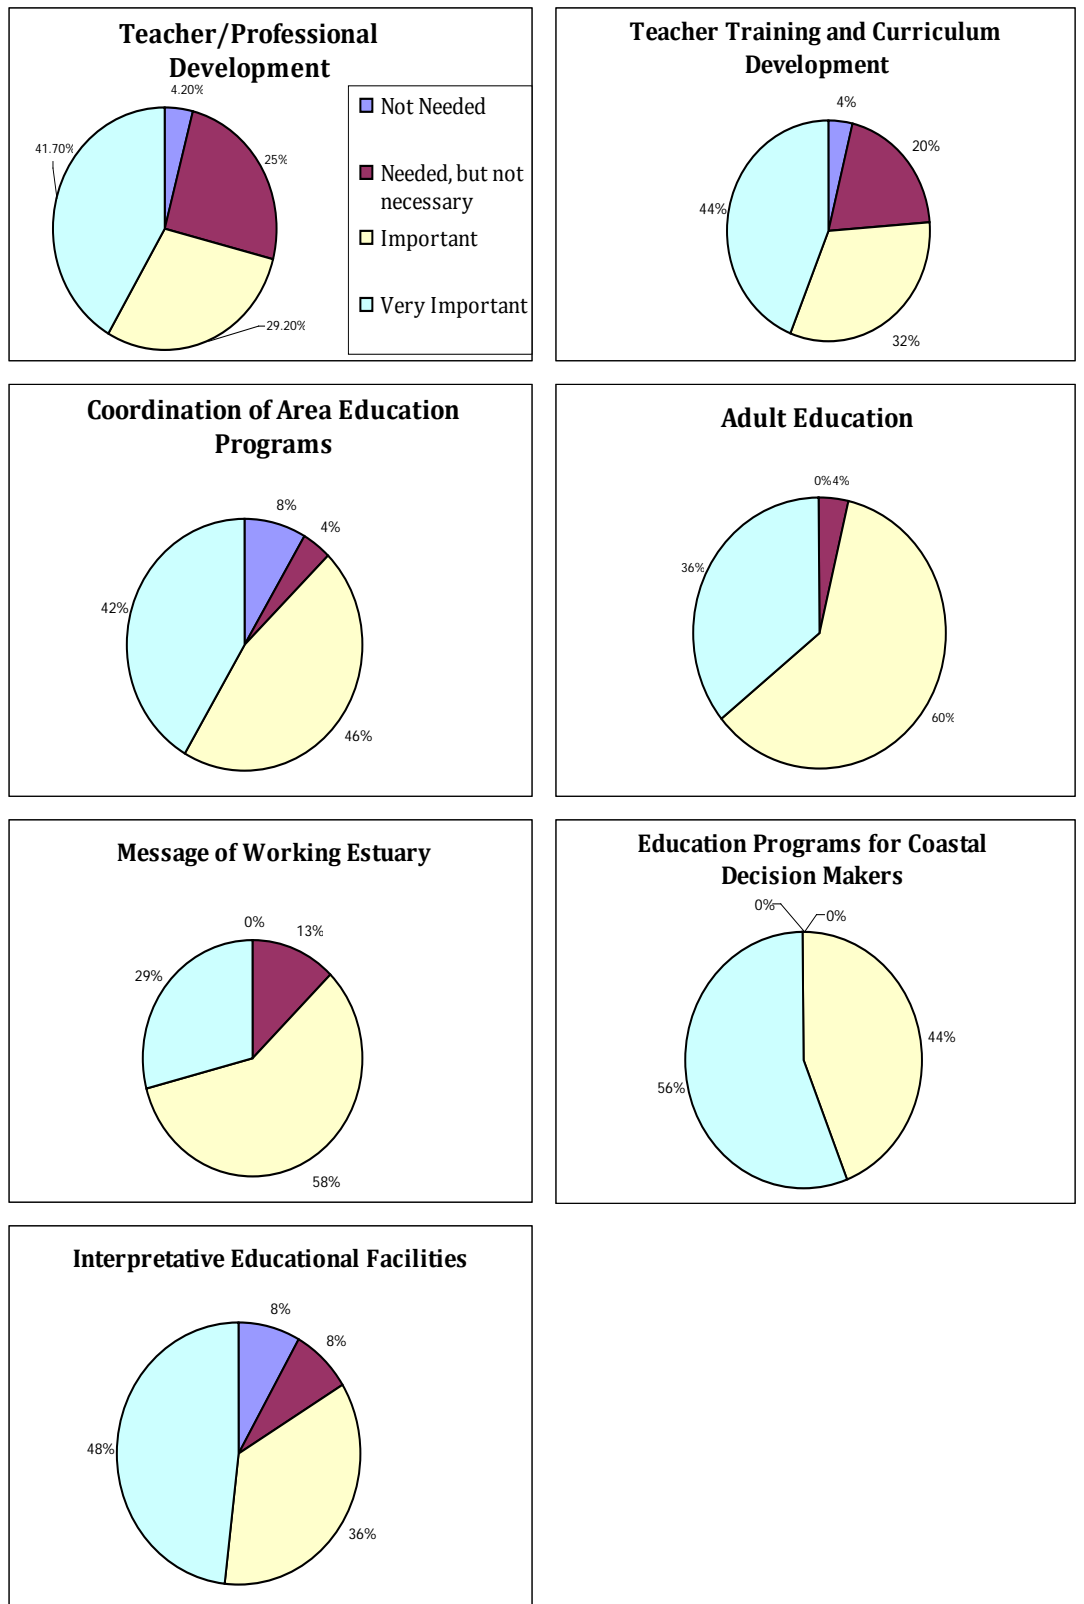 Teacher/Professional
Development
4.20%
25%
29.20%
41.70%
Not Needed
Needed, but not
necessary
Important
Very Important
Teacher Training and Curriculum
Development
4%
20%
32%
44%
Coordination of Area Education
Programs
8%
4%
46%
42%
Adult Education
0% 4%
60%
36%
Message of Working Estuary
0%
13%
58%
29%
Education Programs for Coastal
Decision Makers
0%
0%
44%
56%
Interpretative Educational Facilities
8%
8%
36%
48%